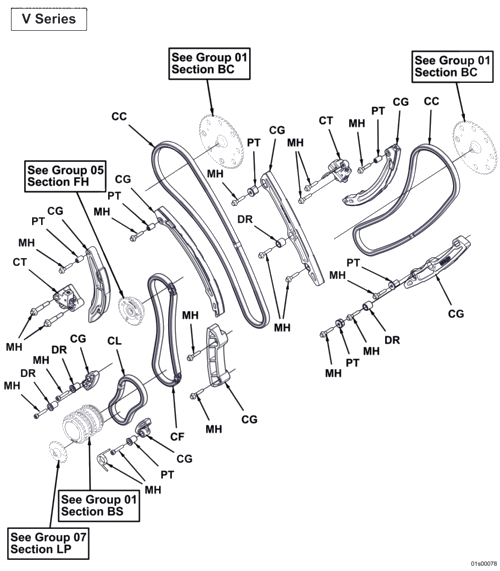 V Series
See Group 01
Section BC
See Group 01
Section BC
CC
CG
PT
MH
CT
MH
PT
CG
CC
MH
See Group 05
Section FH
CG
PT
MH
CG
PT
MH
CT
DR
MH
MH
PT
MH
CG
MH
DR
MH
PT
MH
CL
CG
DR
MH
DR
MH
CG
MH
CF
CG
PT
MH
See Group 01
Section BS
See Group 07
Section LP
01s00078